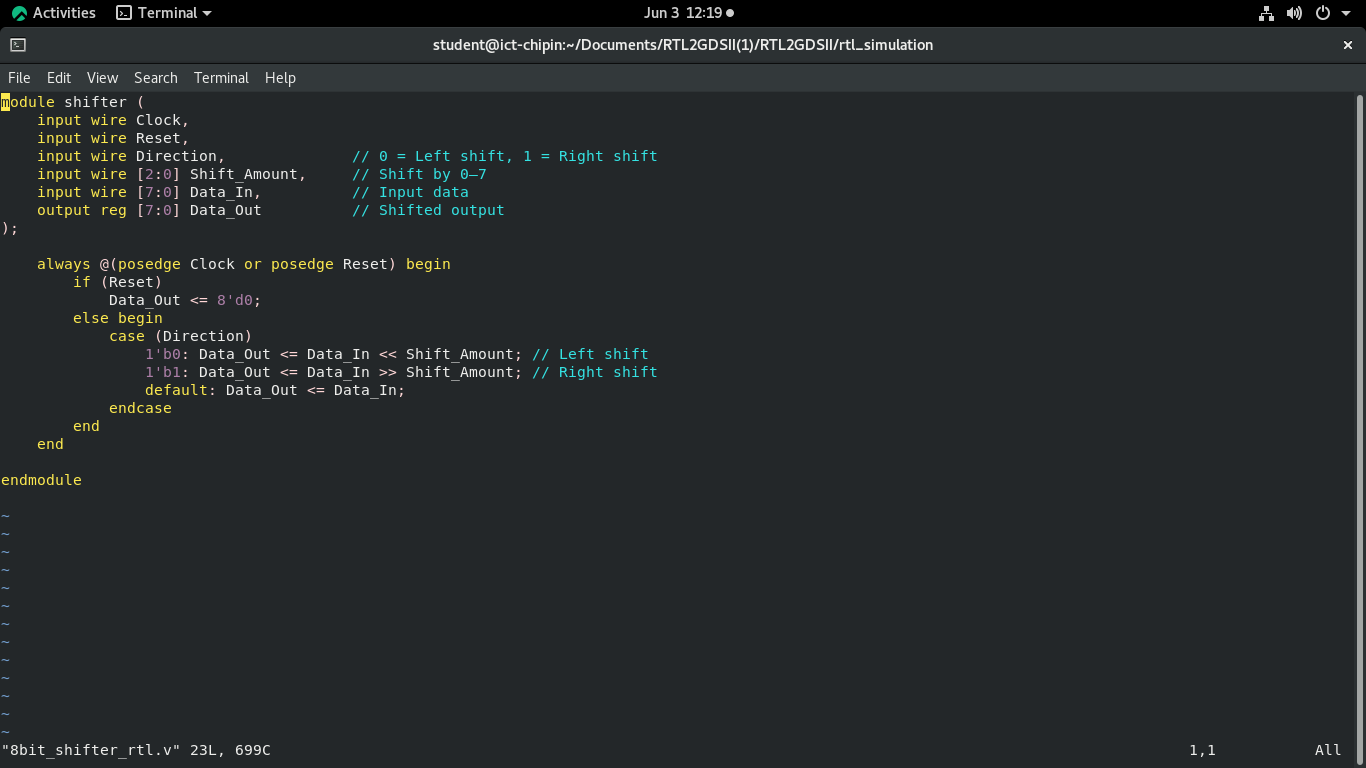 Activities Terminal Jun 3 12:19
student@ict-chipin:~/Documents/RTL2GDSII(1)/RTL2GDSII/rtl_simulation ×
File Edit View Search Terminal Help
module shifter (
    input wire Clock,
    input wire Reset,
    input wire Direction,              // 0 = Left shift, 1 = Right shift
    input wire [2:0] Shift_Amount,     // Shift by 0–7
    input wire [7:0] Data_In,          // Input data
    output reg [7:0] Data_Out          // Shifted output
);
    always @(posedge Clock or posedge Reset) begin
        if (Reset)
            Data_Out <= 8'd0;
        else begin
            case (Direction)
                1'b0: Data_Out <= Data_In << Shift_Amount; // Left shift
                1'b1: Data_Out <= Data_In >> Shift_Amount; // Right shift
                default: Data_Out <= Data_In;
            endcase
        end
    end
endmodule
~
~
~
~
~
~
~
~
~
~
~
~
~
"8bit_shifter_rtl.v" 23L, 699C 1,1 All